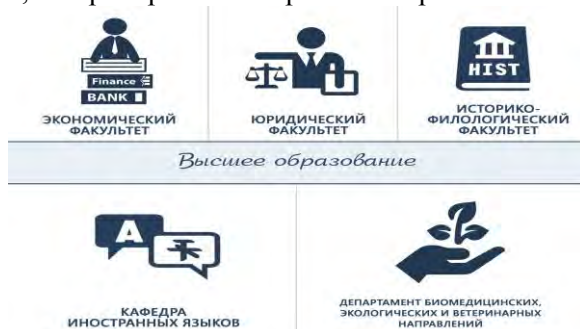 Finance
BANK
ЭКОНОМИЧЕСКИЙ
ФАКУЛЬТЕТ
ЮРИДИЧЕСКИЙ
ФАКУЛЬТЕТ
HIST
ИСТОРИКО-
ФИЛОЛОГИЧЕСКИЙ
ФАКУЛЬТЕТ
Высшее образование
A
КАФЕДРА
ИНОСТРАННЫХ ЯЗЫКОВ
ДЕПАРТАМЕНТ БИОМЕДИЦИНСКИХ,
ЭКОЛОГИЧЕСКИХ И ВЕТЕРИНАРНЫХ
НАПРАВЛЕНИЙ